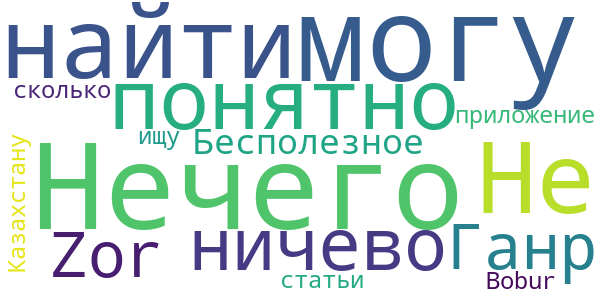 найти могу
сколько понятно приложение
ищу Бесполезное
Казахстану Нечего Не
Zor ничево Ганр
статьи Bobur